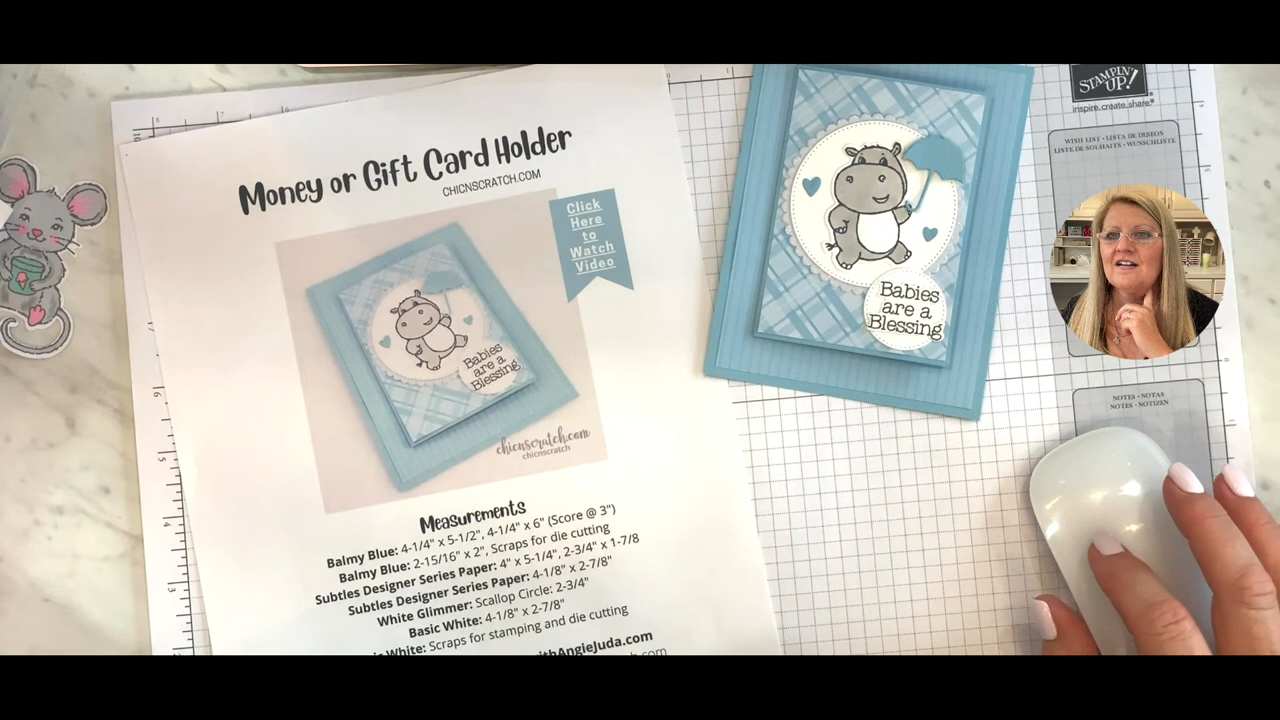 Money or Gift Card Holder
CHICNSCRATCH.COM
Click
Here
to
Watch
Video
Babies
are a
Blessing
chicnscratch.com
chicnscratch
Measurements
Balmy Blue: 4-1/4" x 5-1/2", 4-1/4" x 6" (Score @ 3")
Balmy Blue: 2-15/16" x 2", Scraps for die cutting
Subtles Designer Series Paper: 4" x 5-1/4", 2-3/4" x 1-7/8
Subtles Designer Series Paper: 4-1/8" x 2-7/8"
White Glimmer: Scallop Circle: 2-3/4"
Basic White: 4-1/8" x 2-7/8"
White: Scraps for stamping and die cutting
AngieJuda.com
Babies
are a
Blessing
STAMPIN' UP!
inspire.create.share.®
WISH LIST • LISTA DE DESEOS
LISTE DE SOUHAITS • WUNSCHLISTE
NOTES • NOTAS
NOTES • NOTIZEN